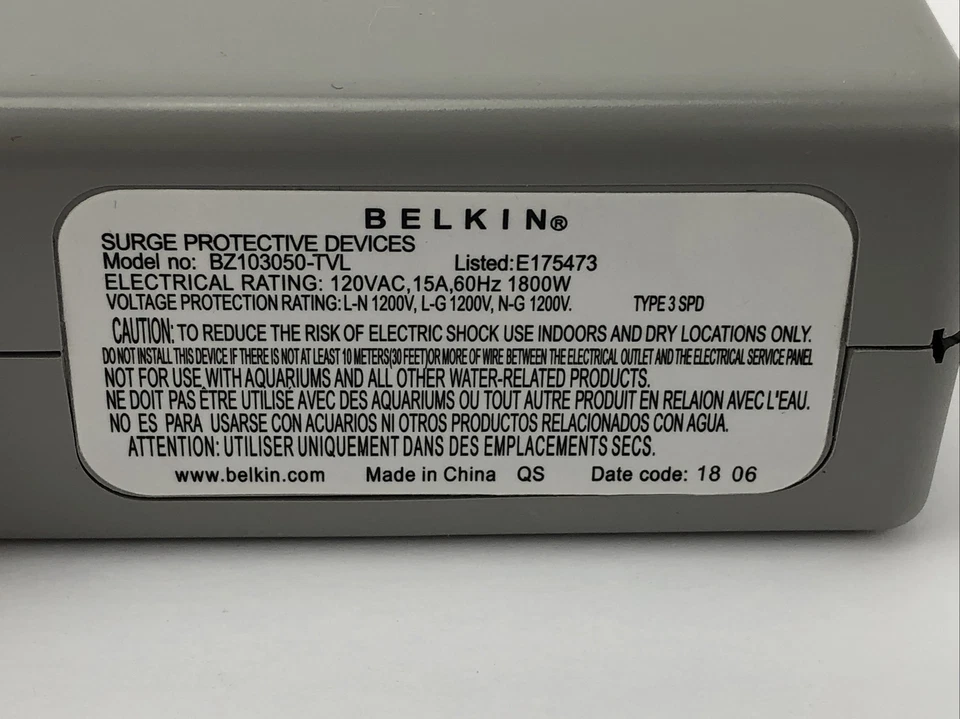 BELKIN®
SURGE PROTECTIVE DEVICES
Model no: BZ103050-TVL Listed:E175473
ELECTRICAL RATING: 120VAC,15A,60Hz 1800W
VOLTAGE PROTECTION RATING: L-N 1200V, L-G 1200V, N-G 1200V. TYPE 3 SPD
CAUTION: TO REDUCE THE RISK OF ELECTRIC SHOCK USE INDOORS AND DRY LOCATIONS ONLY.
DO NOT INSTALL THIS DEVICE IF THERE IS NOT AT LEAST 10 METERS(30 FEET)OR MORE OF WIRE BETWEEN THE ELECTRICAL OUTLET AND THE ELECTRICAL SERVICE PANEL
NOT FOR USE WITH AQUARIUMS AND ALL OTHER WATER-RELATED PRODUCTS.
NE DOIT PAS ÊTRE UTILISÉ AVEC DES AQUARIUMS OU TOUT AUTRE PRODUIT EN RELAION AVEC L'EAU.
NO ES PARA USARSE CON ACUARIOS NI OTROS PRODUCTOS RELACIONADOS CON AGUA.
ATTENTION: UTILISER UNIQUEMENT DANS DES EMPLACEMENTS SECS.
www.belkin.com Made in China QS Date code: 18 06